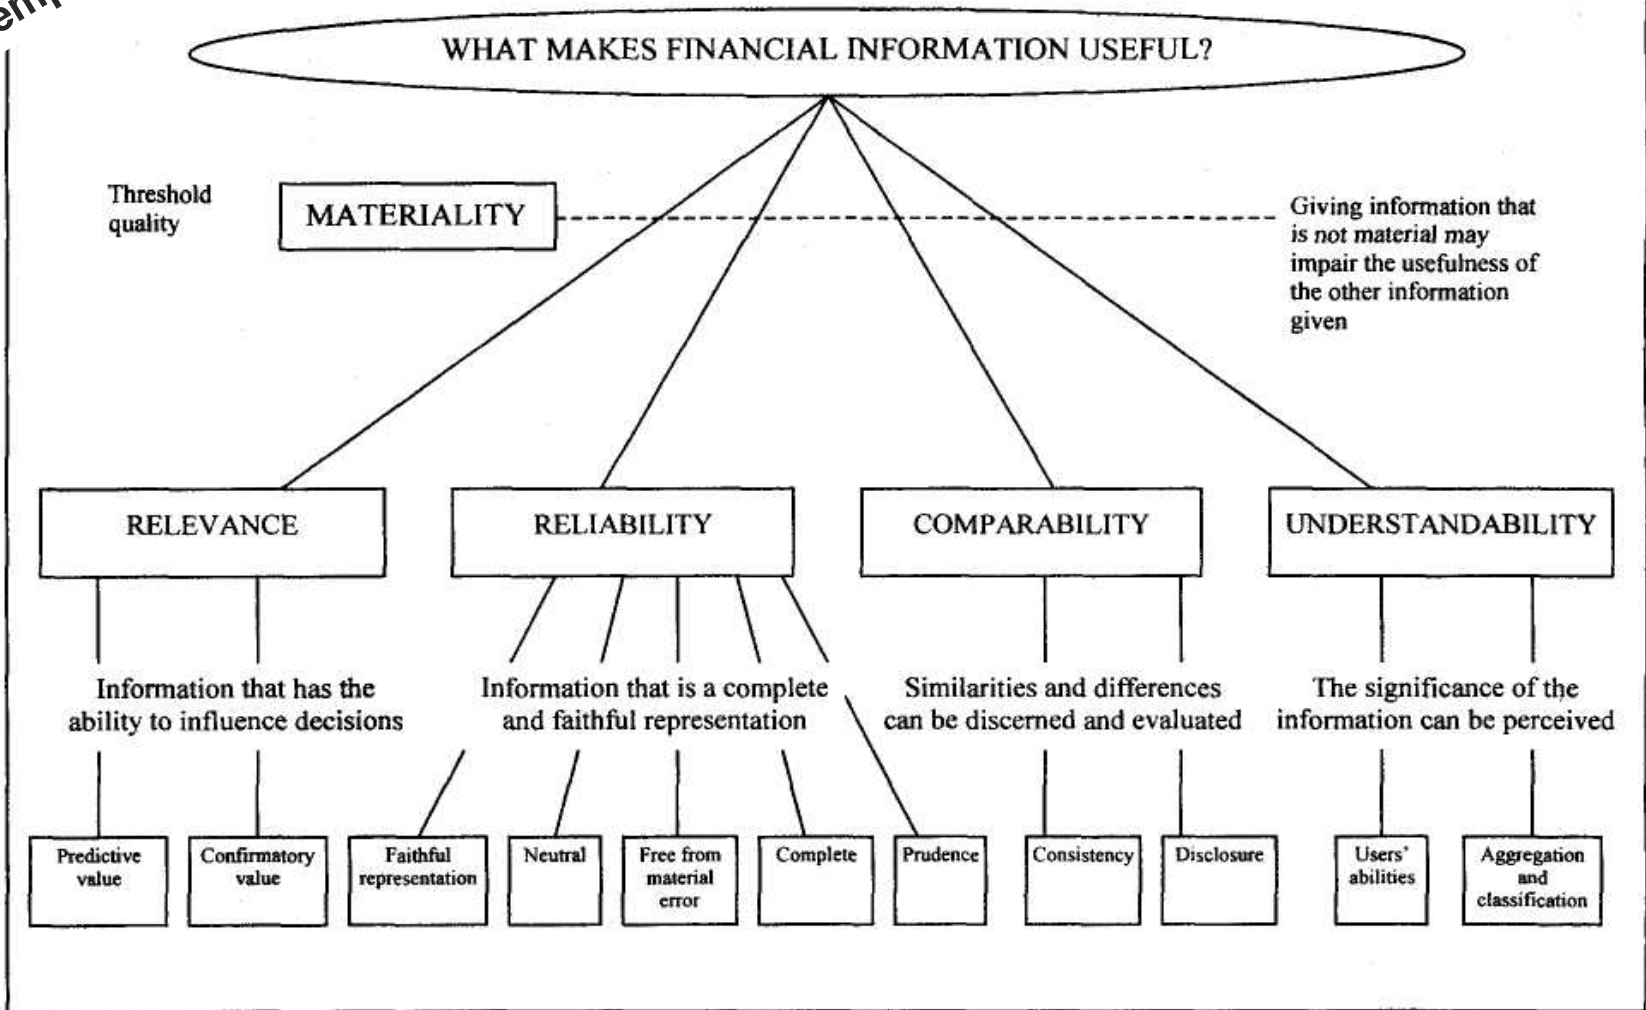 WHAT MAKES FINANCIAL INFORMATION USEFUL?
Threshold
quality
MATERIALITY
Giving information that
is not material may
impair the usefulness of
the other information
given
RELEVANCE
RELIABILITY
COMPARABILITY
UNDERSTANDABILITY
Information that has the
ability to influence decisions
Information that is a complete
and faithful representation
Similarities and differences
can be discerned and evaluated
The significance of the
information can be perceived
Predictive
value
Confirmatory
value
Faithful
representation
Neutral
Free from
material
error
Complete
Prudence
Consistency
Disclosure
Users'
abilities
Aggregation
and
classification